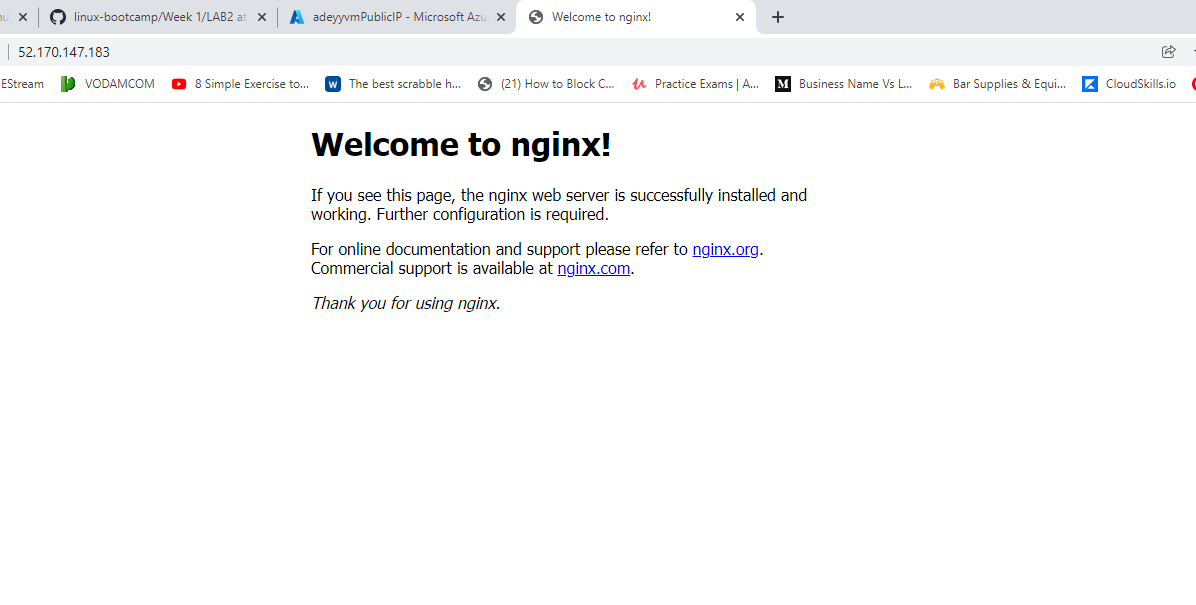 linux-bootcamp/Week 1/LAB2 at
adeyyvmPublicIP - Microsoft Azu
Welcome to nginx!
52.170.147.183
EStream
VODAMCOM
8 Simple Exercise to...
The best scrabble h...
(21) How to Block C...
Practice Exams | A...
Business Name Vs L...
Bar Supplies & Equi...
CloudSkills.io
Welcome to nginx!
If you see this page, the nginx web server is successfully installed and
working. Further configuration is required.
For online documentation and support please refer to nginx.org.
Commercial support is available at nginx.com.
Thank you for using nginx.